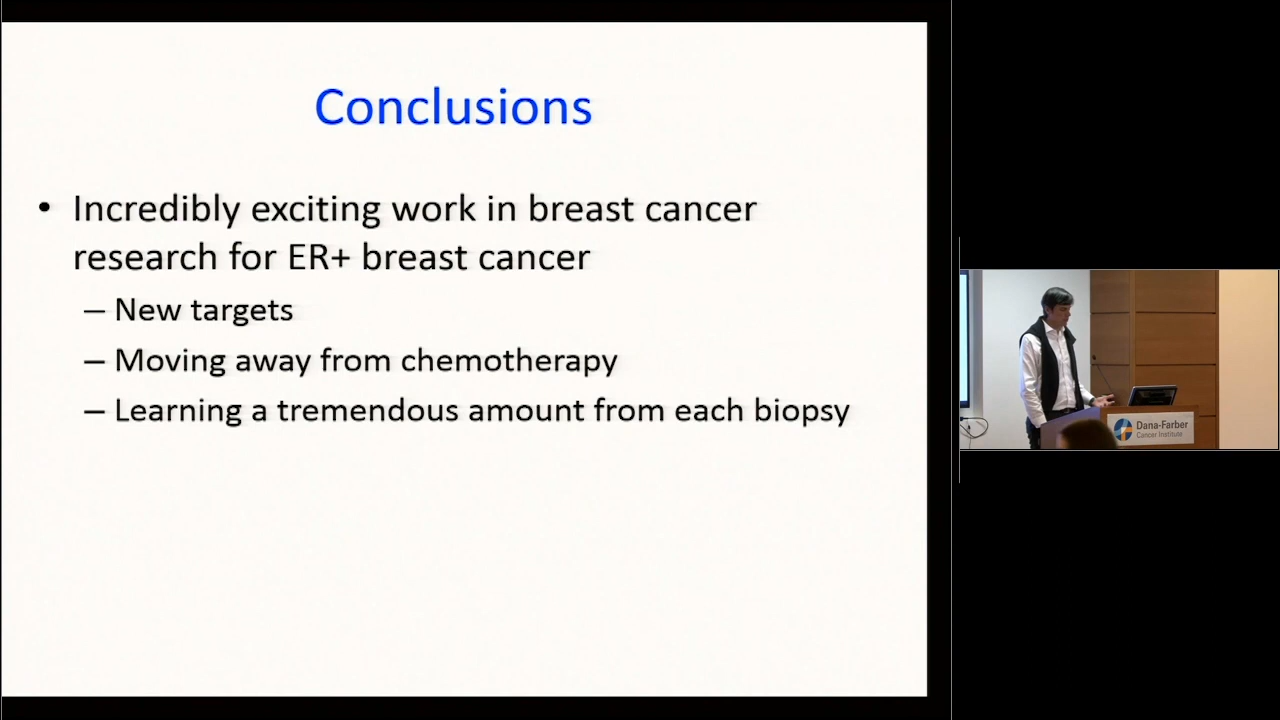 Conclusions
• Incredibly exciting work in breast cancer
research for ER+ breast cancer
– New targets
– Moving away from chemotherapy
– Learning a tremendous amount from each biopsy
Dana-Farber
Cancer Institute